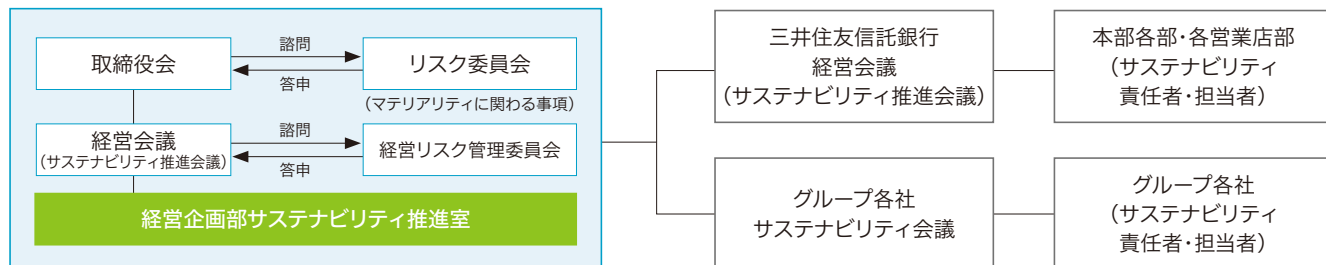 取締役会
諮問
答申
リスク委員会
(マテリアリティに関わる事項)
経営会議
(サステナビリティ推進会議)
諮問
答申
経営リスク管理委員会
経営企画部サステナビリティ推進室
三井住友信託銀行
経営会議
(サステナビリティ推進会議)
本部各部・各営業店部
(サステナビリティ
責任者・担当者)
グループ各社
サステナビリティ会議
グループ各社
(サステナビリティ
責任者・担当者)